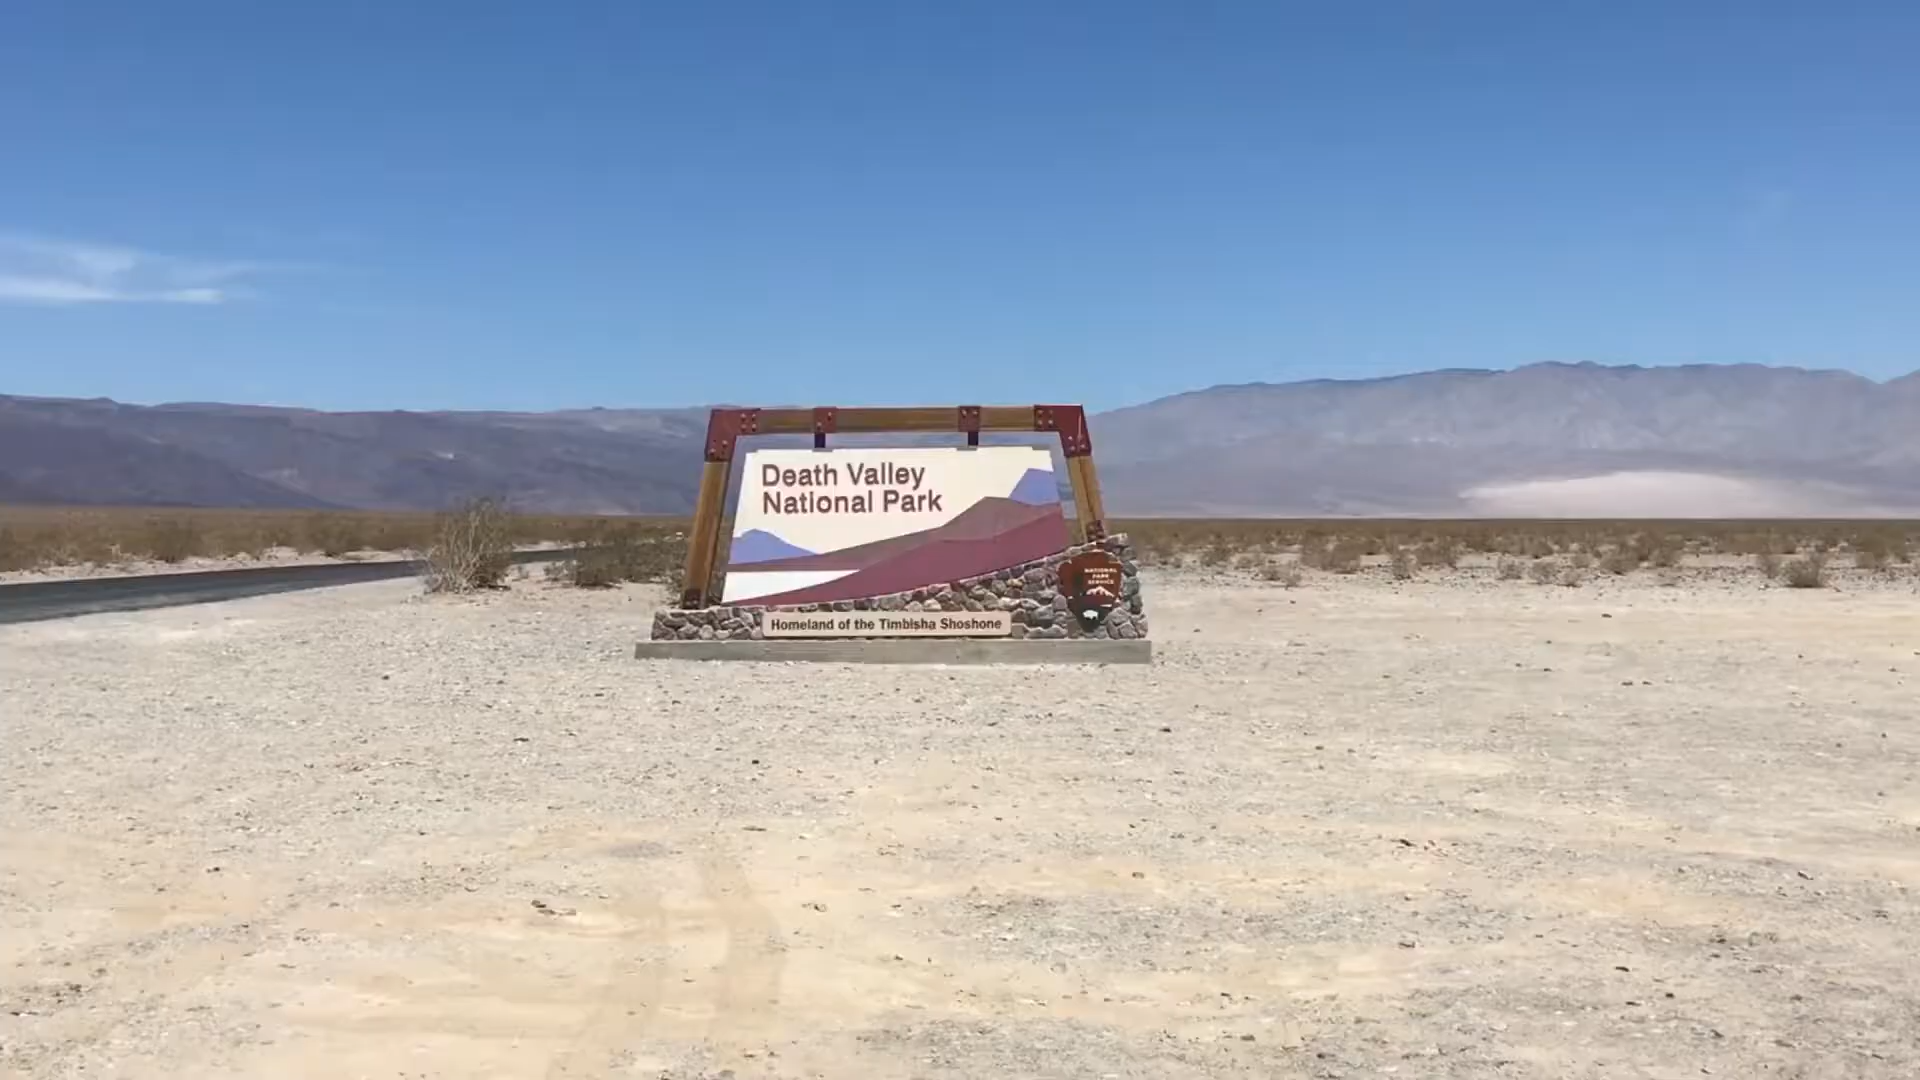 Death Valley
National Park
NATIONAL
PARK
SERVICE
Homeland of the Timbisha Shoshone